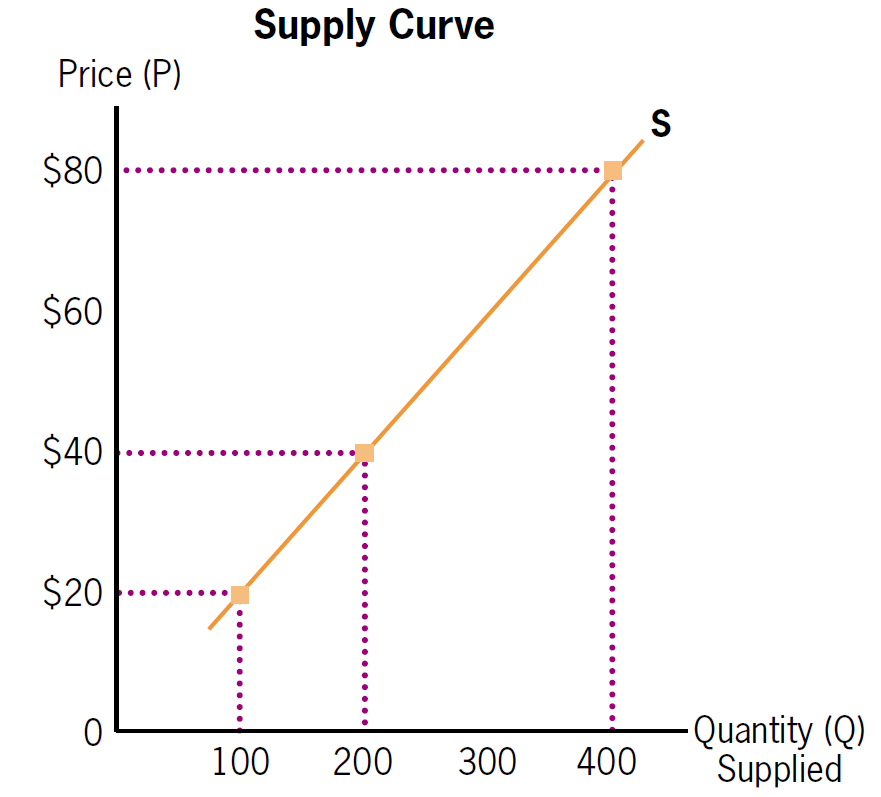 Supply Curve
Price (P)
S
$80
$60
$40
$20
0
100 200 300 400
Quantity (Q)
Supplied